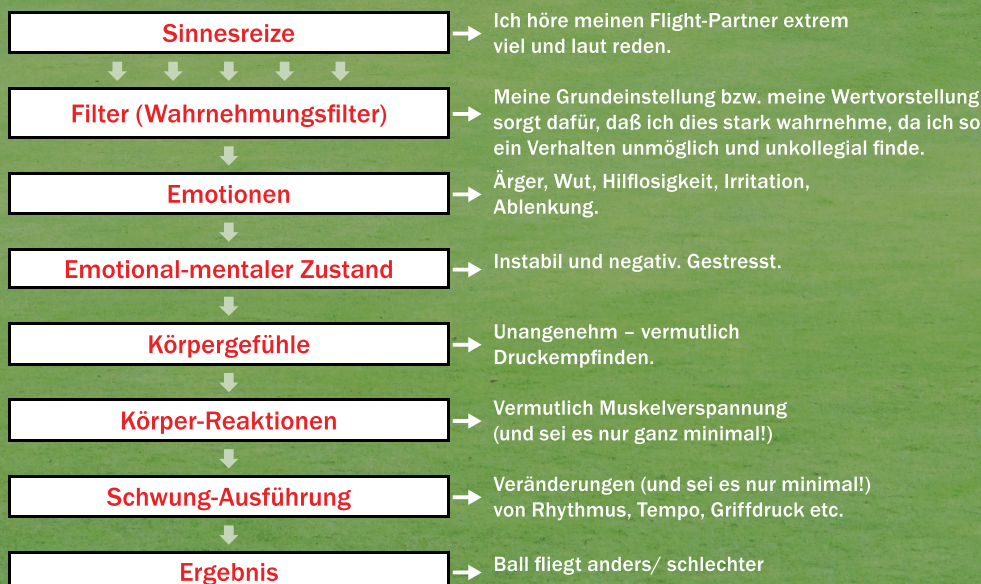 Sinnesreize
Ich höre meinen Flight-Partner extrem
viel und laut reden.
Filter (Wahrnehmungsfilter)
Meine Grundeinstellung bzw. meine Wertvorstellung
sorgt dafür, daß ich dies stark wahrnehme, da ich so
ein Verhalten unmöglich und unkollegial finde.
Emotionen
Ärger, Wut, Hilflosigkeit, Irritation,
Ablenkung.
Emotional-mentaler Zustand
Instabil und negativ. Gestresst.
Körpergefühle
Unangenehm – vermutlich
Druckempfinden.
Körper-Reaktionen
Vermutlich Muskelverspannung
(und sei es nur ganz minimal!)
Schwung-Ausführung
Veränderungen (und sei es nur minimal!)
von Rhythmus, Tempo, Griffdruck etc.
Ergebnis
Ball fliegt anders/ schlechter